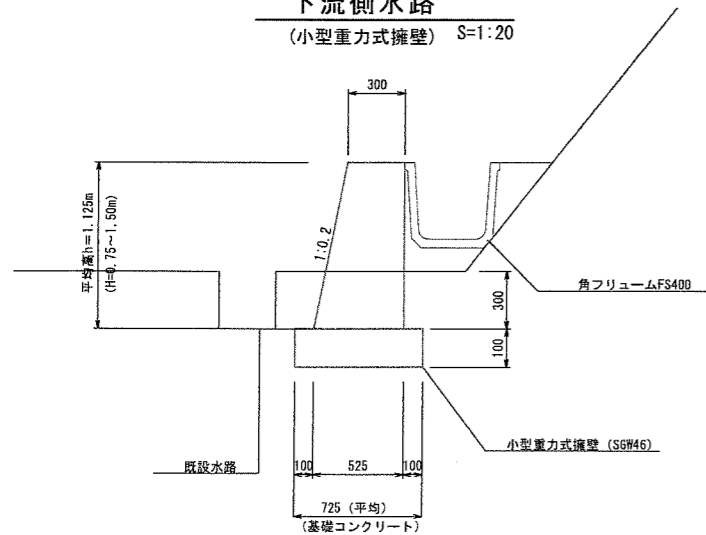 下流側水路
(小型重力式擁壁) S=1:20
300
平均高h=1.125m
(H=0.75~1.50m)
1:0.2
角フリュームFS400
300
100
小型重力式擁壁 (SGW46)
既設水路
100 525 100
725 (平均)
(基礎コンクリート)